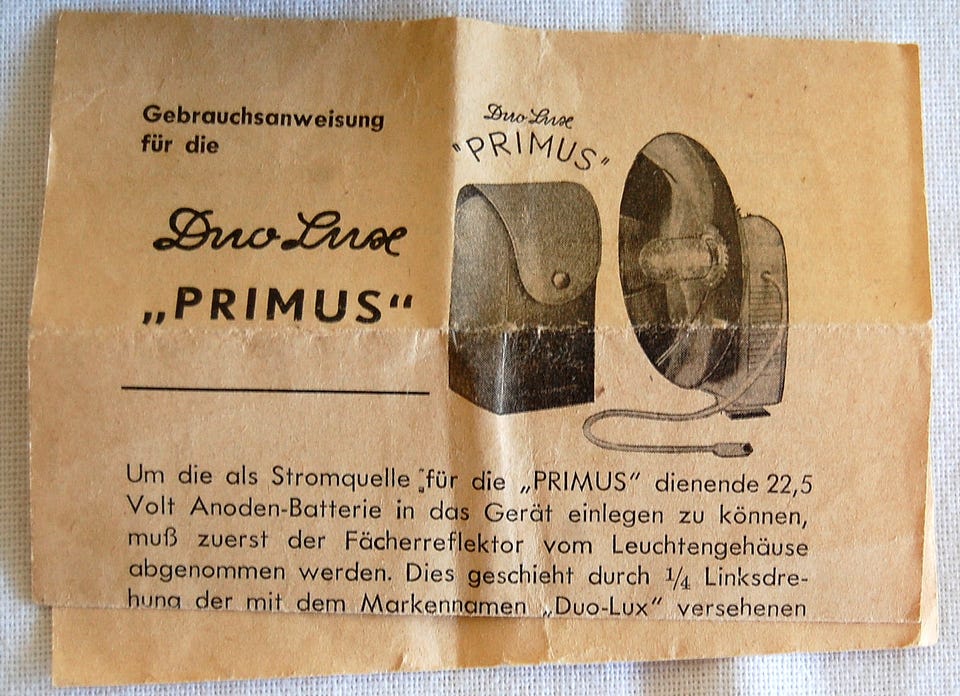 Gebrauchsanweisung
für die
Duo-Lux
„PRIMUS“
Duo-Lux
"PRIMUS"
Um die als Stromquelle für die „PRIMUS“ dienende 22,5
Volt Anoden-Batterie in das Gerät einlegen zu können,
muß zuerst der Fächerreflektor vom Leuchtengehäuse
abgenommen werden. Dies geschieht durch 1/4 Linksdre-
hung der mit dem Markennamen „Duo-Lux“ versehenen